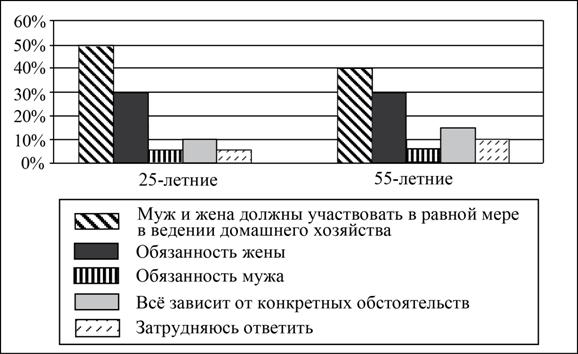 60%
50%
40%
30%
20%
10%
0%
25-летние
55-летние
Муж и жена должны участвовать в равной мере
в ведении домашнего хозяйства
Обязанность жены
Обязанность мужа
Всё зависит от конкретных обстоятельств
Затрудняюсь ответить